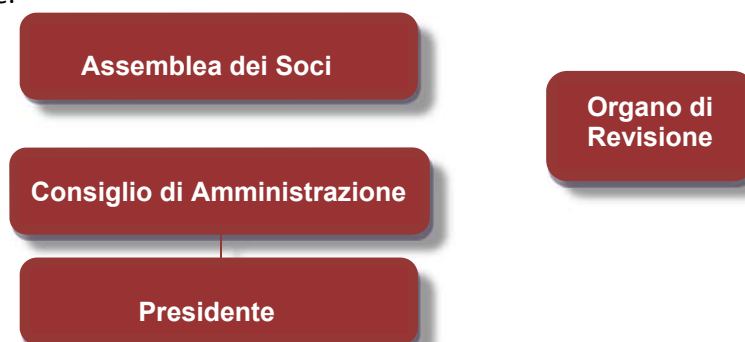 Assemblea dei Soci
Organo di
Revisione
Consiglio di Amministrazione
Presidente